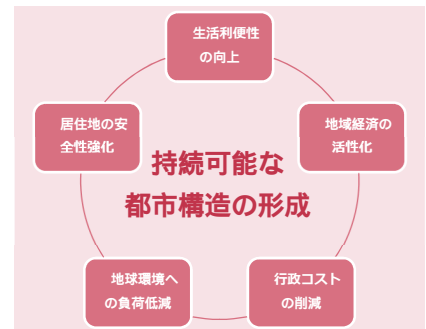 生活利便性
の向上
居住地の安
全性強化
地域経済の
活性化
持続可能な
都市構造の形成
地球環境へ
の負荷低減
行政コスト
の削減